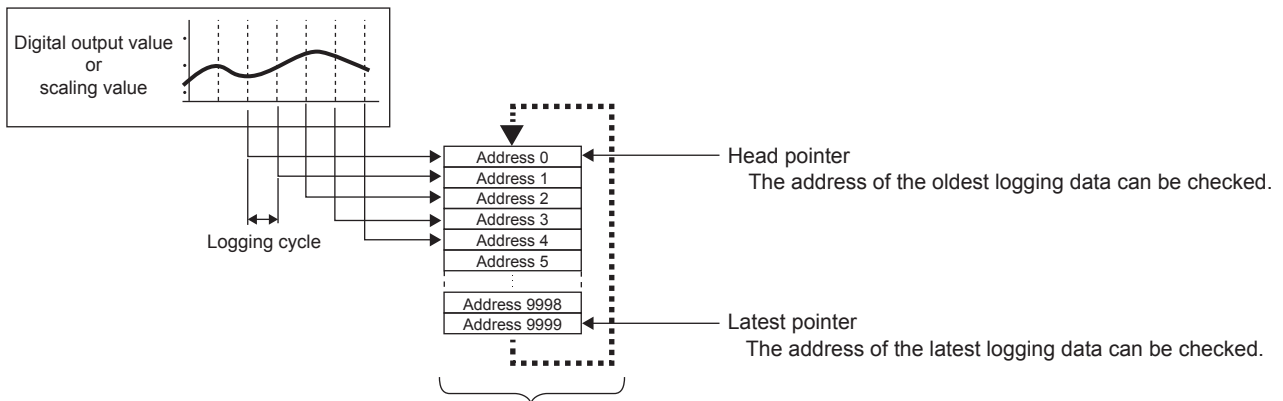 Digital output value
or
scaling value
Address 0
Address 1
Address 2
Address 3
Address 4
Address 5
Address 9998
Address 9999
Logging cycle
Head pointer
The address of the oldest logging data can be checked.
Latest pointer
The address of the latest logging data can be checked.